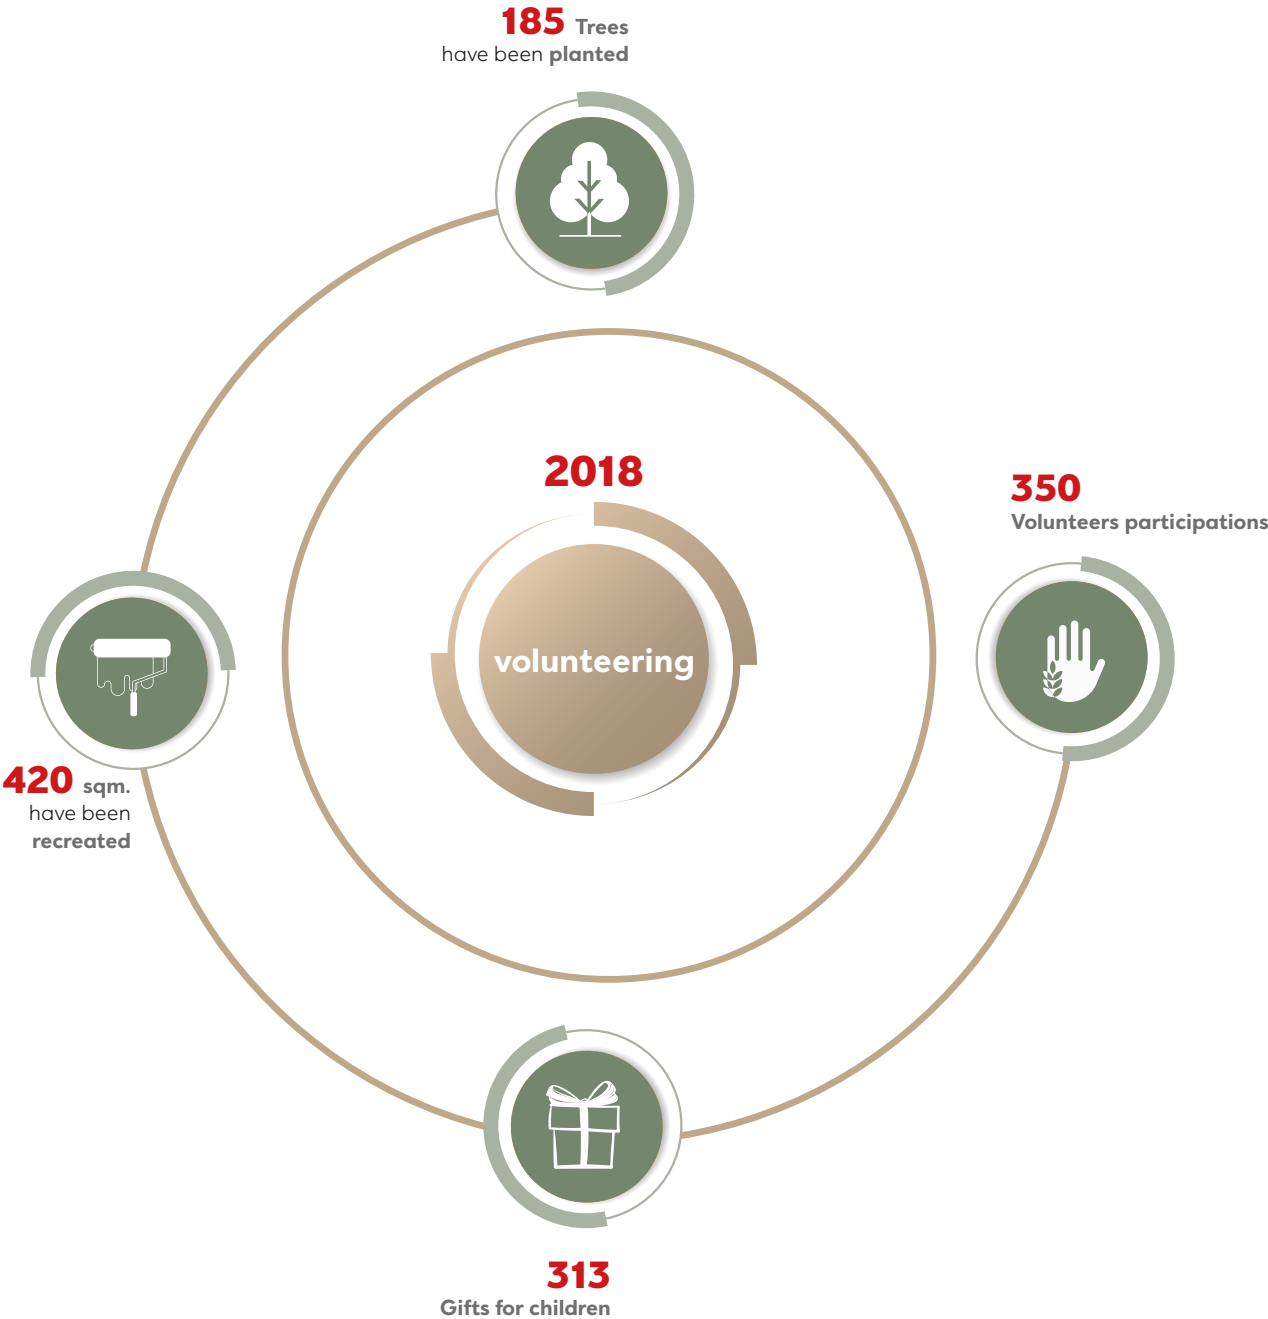 185 Trees
have been planted
2018
volunteering
350
Volunteers participations
420 sqm.
have been
recreated
313
Gifts for children